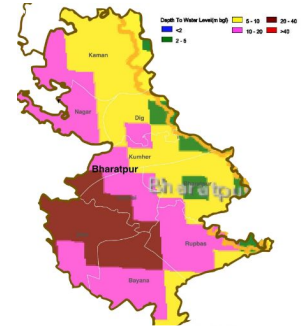 Depth To Water Level(m bgl)
<2
2 - 5
5 - 10
10 - 20
20 - 40
>40
Kaman
Nagar
Dig
Kumher
Bharatpur
Bharatpur
Rupbas
Bayana